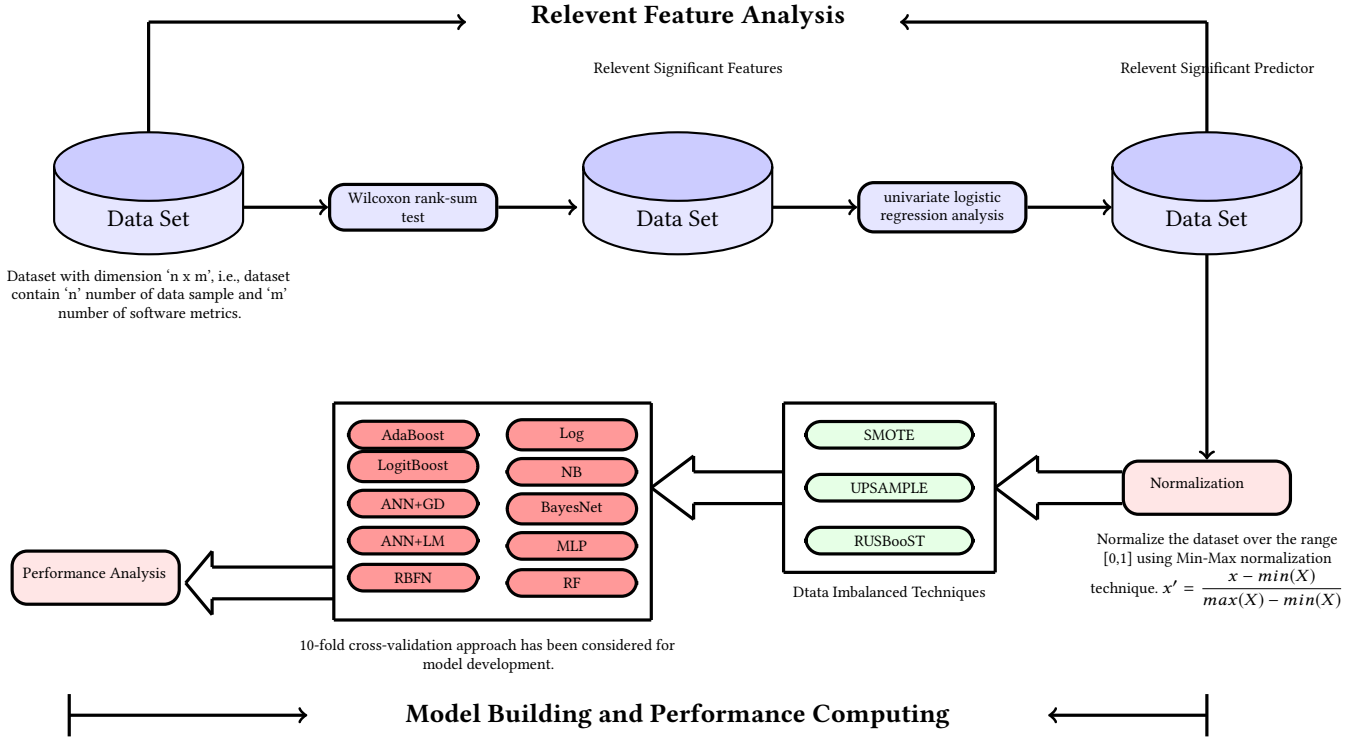 Relevent Feature Analysis
Relevent Significant Features
Relevent Significant Predictor
Data Set
Wilcoxon rank-sum
test
Data Set
univariate logistic
regression analysis
Data Set
Dataset with dimension ‘n x m’, i.e., dataset
contain ‘n’ number of data sample and ‘m’
number of software metrics.
AdaBoost
LogitBoost
ANN+GD
ANN+LM
RBFN
Log
NB
BayesNet
MLP
RF
10-fold cross-validation approach has been considered for
model development.
SMOTE
UPSAMPLE
RUSBooST
Dtata Imbalanced Techniques
Normalization
Normalize the dataset over the range
[0,1] using Min-Max normalization
technique. x′ = x − min(X) / max(X) − min(X)
Performance Analysis
Model Building and Performance Computing